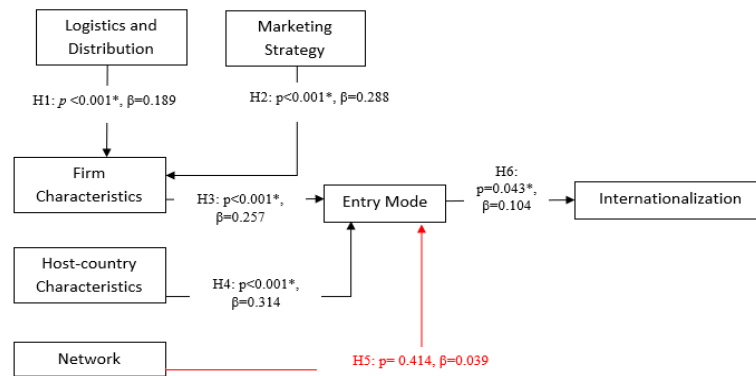 Logistics and
Distribution
Marketing
Strategy
H1: p <0.001*, β=0.189
H2: p<0.001*, β=0.288
Firm
Characteristics
H3: p<0.001*,
β=0.257
Entry Mode
H6:
p=0.043*,
β=0.104
Internationalization
Host-country
Characteristics
H4: p<0.001*,
β=0.314
Network
H5: p= 0.414, β=0.039